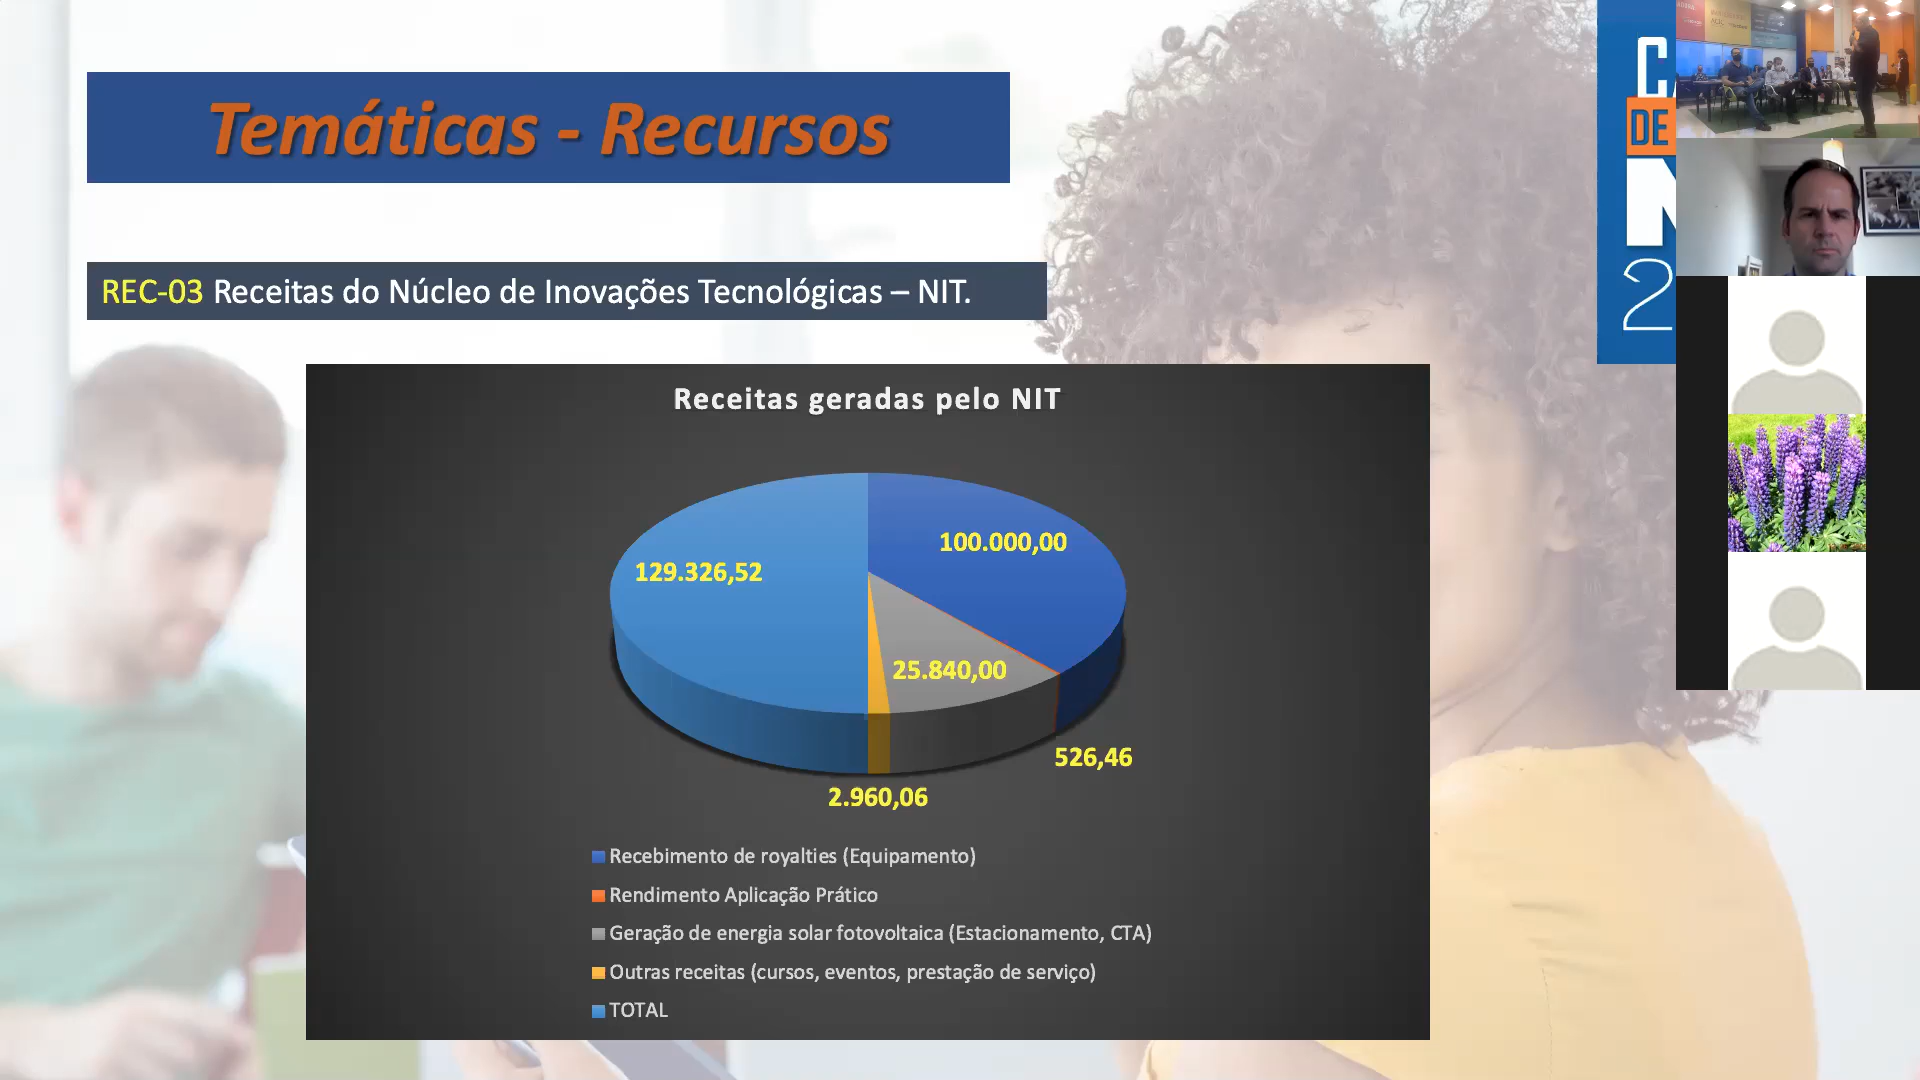 Temáticas - Recursos
REC-03 Receitas do Núcleo de Inovações Tecnológicas – NIT.
Receitas geradas pelo NIT
100.000,00
129.326,52
25.840,00
526,46
2.960,06
Recebimento de royalties (Equipamento)
Rendimento Aplicação Prático
Geração de energia solar fotovoltaica (Estacionamento, CTA)
Outras receitas (cursos, eventos, prestação de serviço)
TOTAL
C
DE
N
2